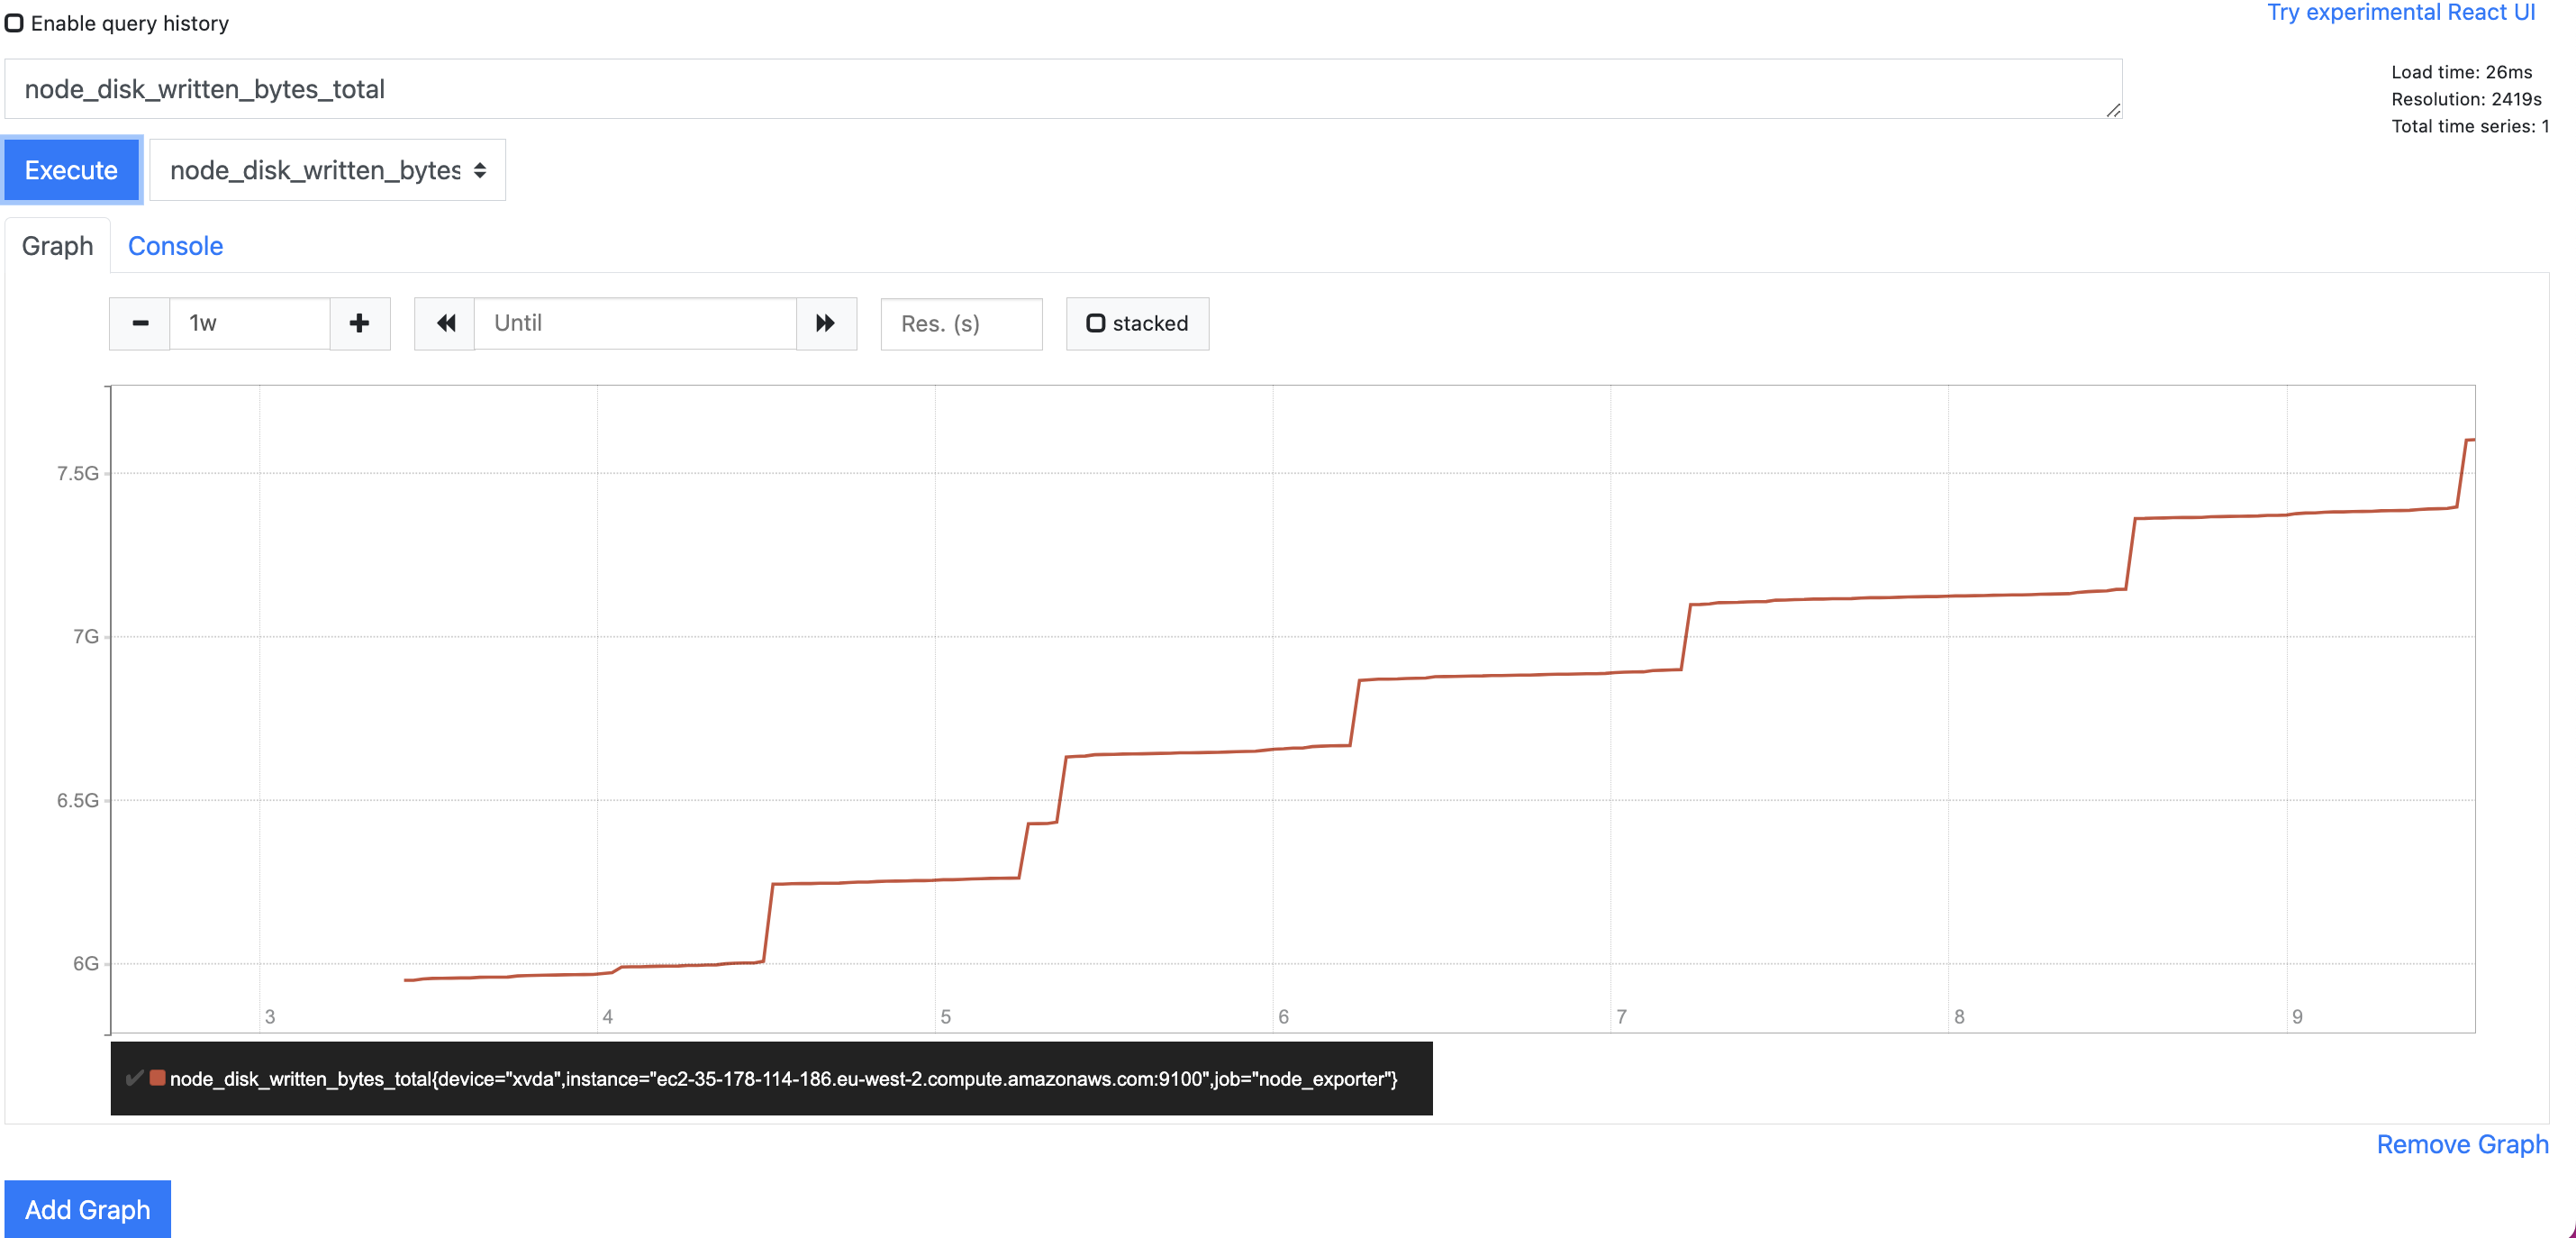 Enable query history
Try experimental React UI
node_disk_written_bytes_total
Load time: 26ms
Resolution: 2419s
Total time series: 1
Execute
node_disk_written_bytes
Graph
Console
1w
Until
Res. (s)
stacked
7.5G
7G
6.5G
6G
3
4
5
6
7
8
9
node_disk_written_bytes_total{device="xvda",instance="ec2-35-178-114-186.eu-west-2.compute.amazonaws.com:9100",job="node_exporter"}
Remove Graph
Add Graph